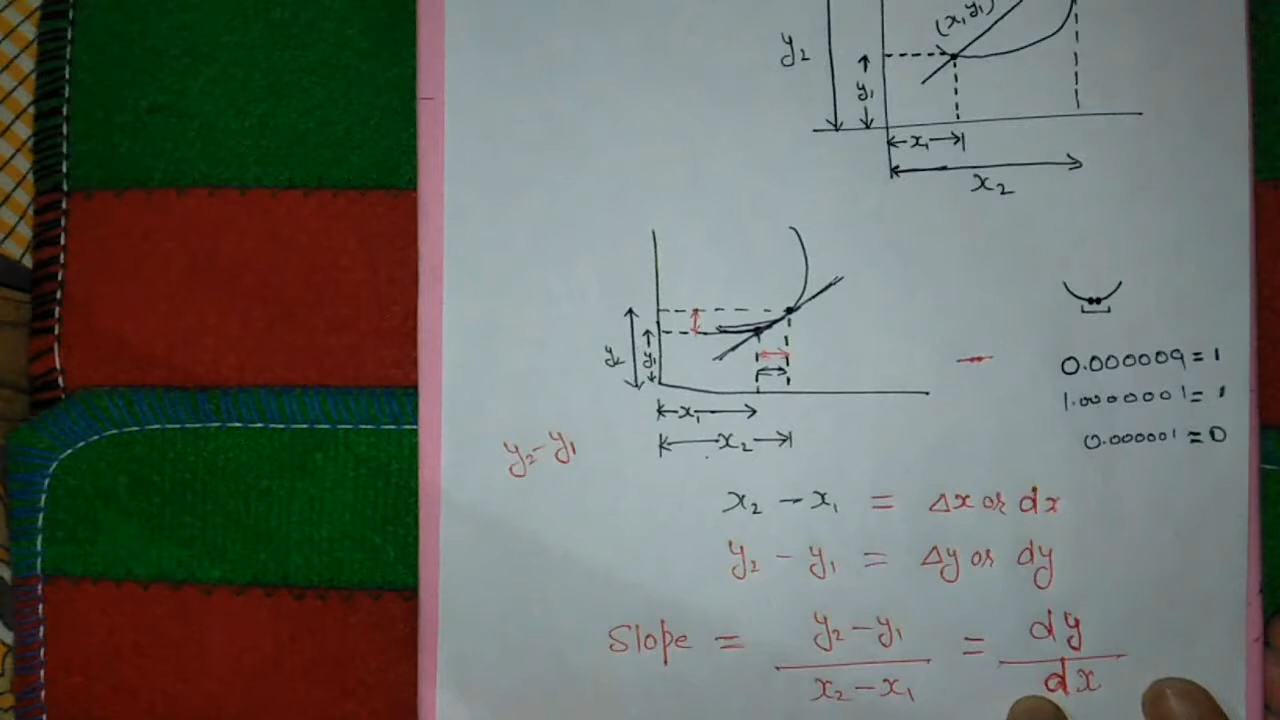 (x₁ y₁)
y₂
y₁
x₁
x₂
y₂
y₁
x₁
x₂
0.000009 = 1
1.0000001 = 1
0.000001 = 0
y₂ - y₁
x₂ - x₁ = Δx or dx
y₂ - y₁ = Δy or dy
Slope = y₂ - y₁ / x₂ - x₁ = dy / dx